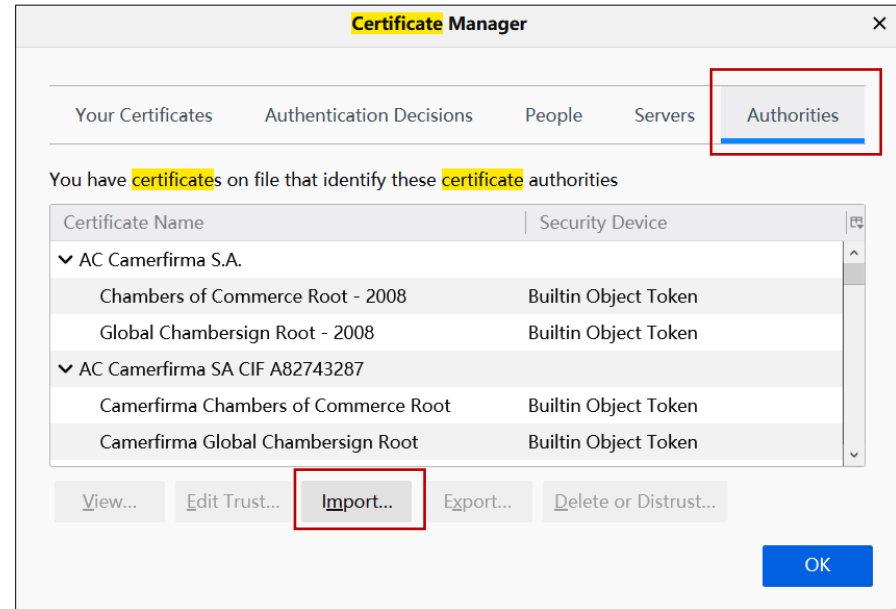 Certificate Manager
Your Certificates Authentication Decisions People Servers Authorities
You have certificates on file that identify these certificate authorities
Certificate Name Security Device
AC Camerfirma S.A.
Chambers of Commerce Root - 2008 Builtin Object Token
Global Chambersign Root - 2008 Builtin Object Token
AC Camerfirma SA CIF A82743287
Camerfirma Chambers of Commerce Root Builtin Object Token
Camerfirma Global Chambersign Root Builtin Object Token
View... Edit Trust... Import... Export... Delete or Distrust...
OK